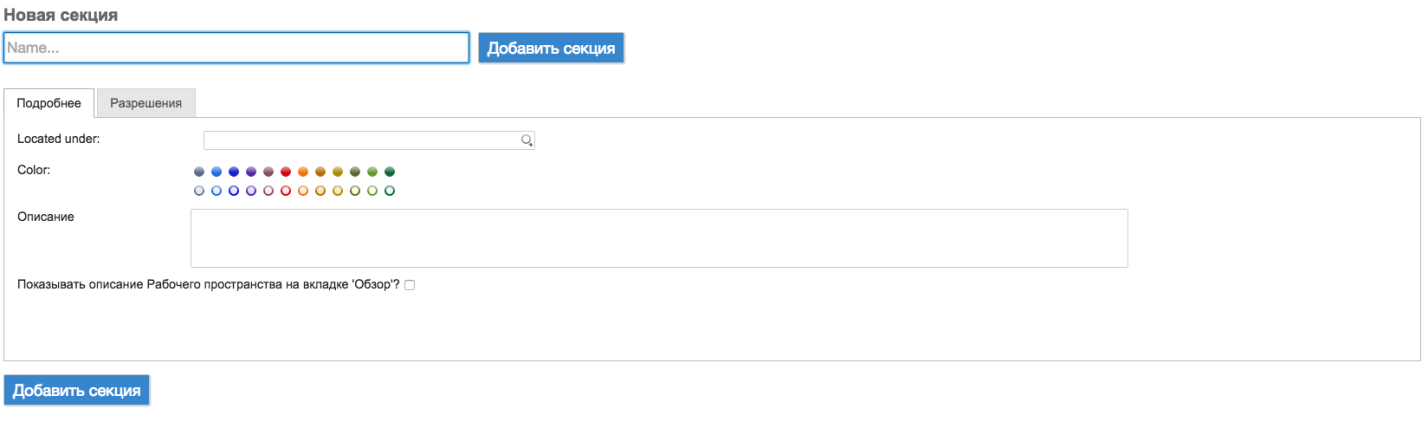 Новая секция
Name...
Добавить секция
Подробнее
Разрешения
Located under:
Color:
Описание
Показывать описание Рабочего пространства на вкладке 'Обзор'?
Добавить секция